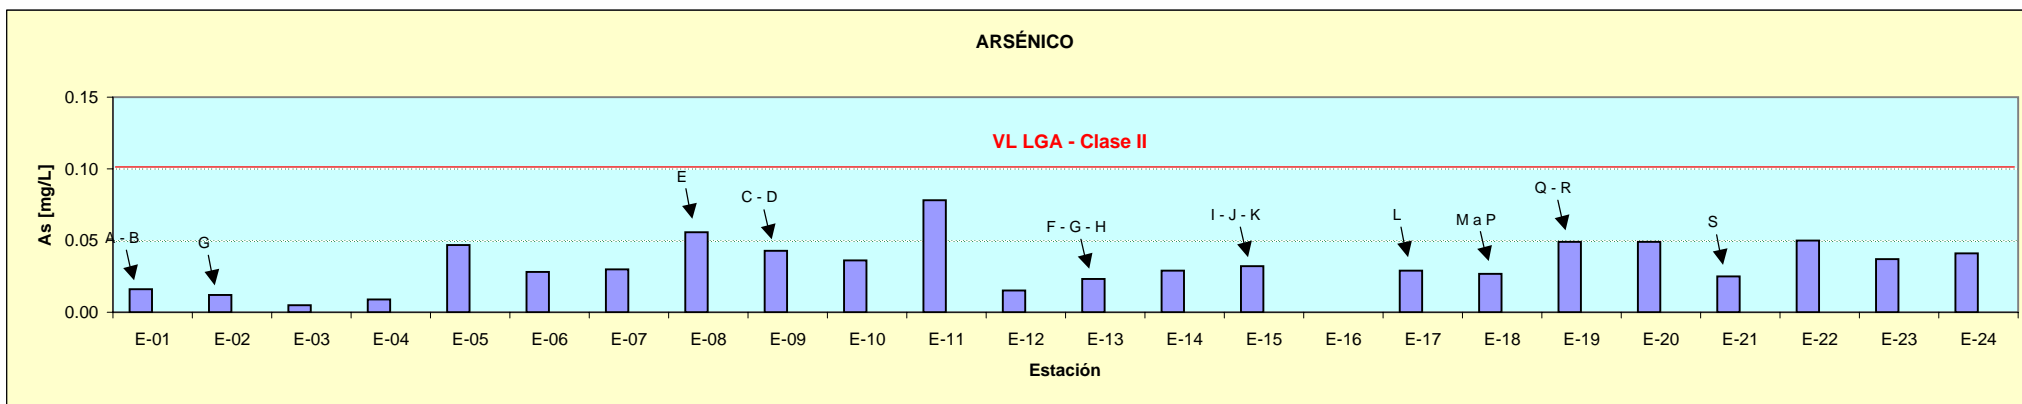 ARSÉNICO
0.15
0.10
0.05
0.00
As [mg/L]
VL LGA - Clase II
A - B
G
E
C - D
F - G - H
I - J - K
L
M a P
Q - R
S
E-01 E-02 E-03 E-04 E-05 E-06 E-07 E-08 E-09 E-10 E-11 E-12 E-13 E-14 E-15 E-16 E-17 E-18 E-19 E-20 E-21 E-22 E-23 E-24
Estación